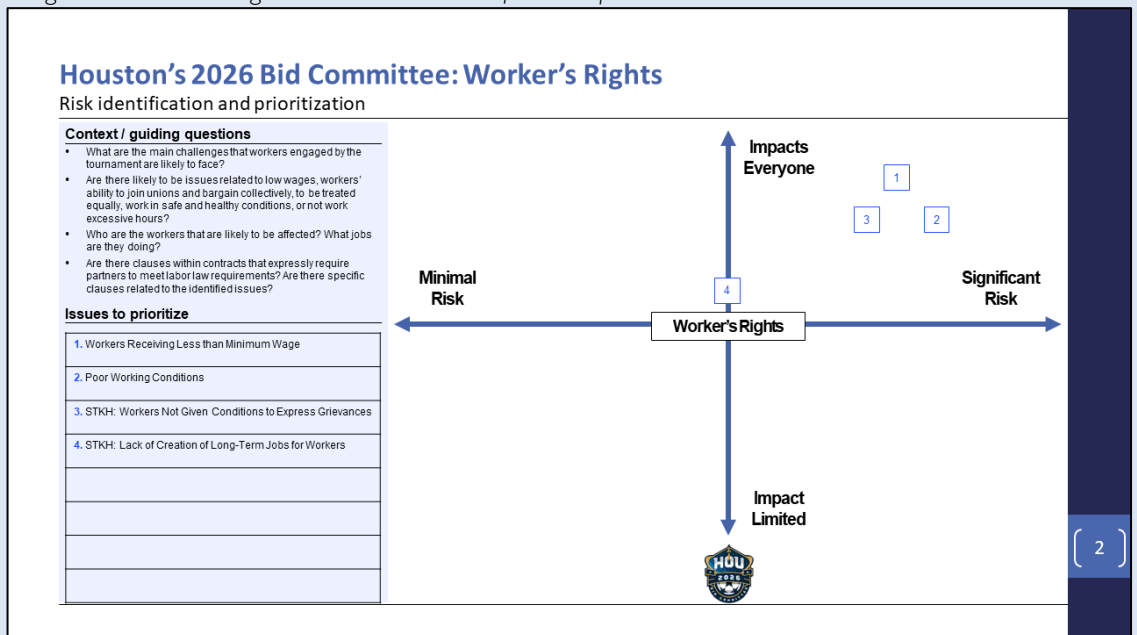 Houston's 2026 Bid Committee: Worker's Rights
Risk identification and prioritization
Context / guiding questions
• What are the main challenges that workers engaged by the
tournament are likely to face?
• Are there likely to be issues related to low wages, workers'
ability to join unions and bargain collectively, to be treated
equally, work in safe and healthy conditions, or not work
excessive hours?
• Who are the workers that are likely to be affected? What jobs
are they doing?
• Are there clauses within contracts that expressly require
partners to meet labor law requirements? Are there specific
clauses related to the identified issues?
Issues to prioritize
1. Workers Receiving Less than Minimum Wage
2. Poor Working Conditions
3. STKH: Workers Not Given Conditions to Express Grievances
4. STKH: Lack of Creation of Long-Term Jobs for Workers
Impacts
Everyone
1
3
2
Minimal
Risk
4
Significant
Risk
Worker's Rights
Impact
Limited
HOU
2026
2